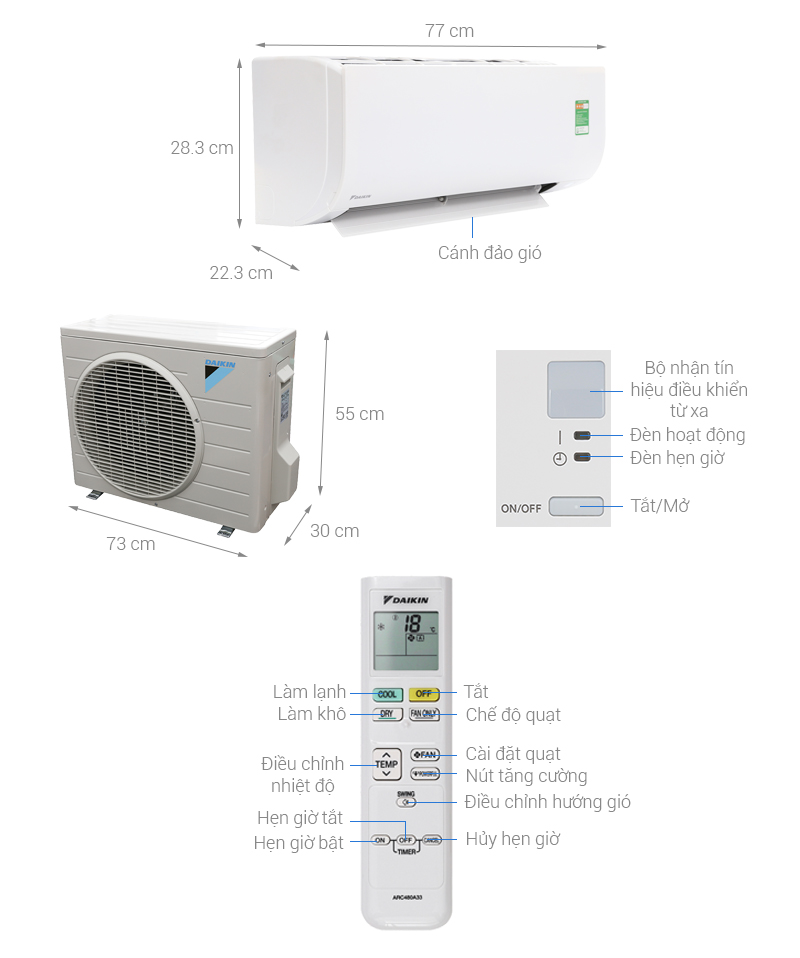 77 cm
28.3 cm
DAIKIN
22.3 cm
Cánh đảo gió
DAIKIN
55 cm
30 cm
73 cm
Bộ nhận tín
hiệu điều khiển
từ xa
Đèn hoạt động
Đèn hẹn giờ
ON/OFF
Tắt/Mở
DAIKIN
18 °C
A
Làm lạnh
COOL
OFF
Tắt
Làm khô
DRY
FAN ONLY
Chế độ quạt
Điều chỉnh
nhiệt độ
TEMP
FAN
Cài đặt quạt
POWERFUL
Nút tăng cường
SWING
Điều chỉnh hướng gió
Hẹn giờ tắt
Hẹn giờ bật
ON
OFF
CANCEL
Hủy hẹn giờ
TIMER
ARC480A33